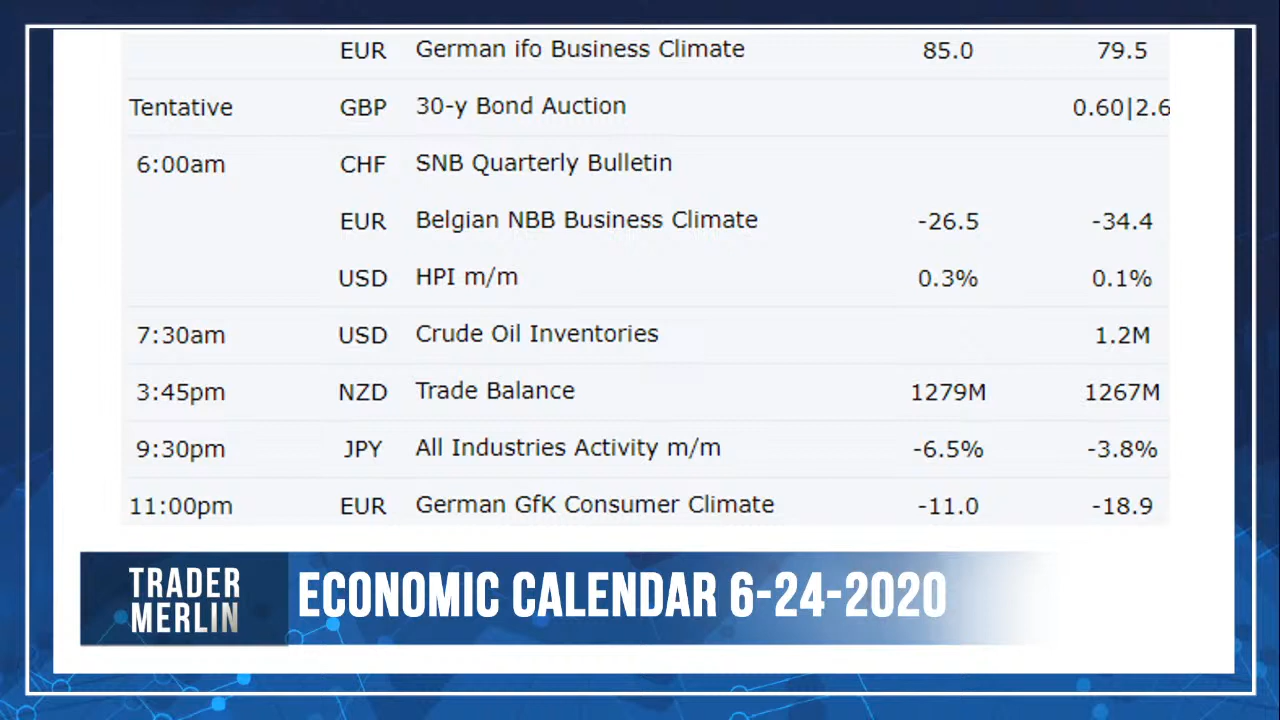 EUR German ifo Business Climate 85.0 79.5
Tentative GBP 30-y Bond Auction 0.60|2.6
6:00am CHF SNB Quarterly Bulletin
EUR Belgian NBB Business Climate -26.5 -34.4
USD HPI m/m 0.3% 0.1%
7:30am USD Crude Oil Inventories 1.2M
3:45pm NZD Trade Balance 1279M 1267M
9:30pm JPY All Industries Activity m/m -6.5% -3.8%
11:00pm EUR German GfK Consumer Climate -11.0 -18.9
TRADER
MERLIN
ECONOMIC CALENDAR 6-24-2020